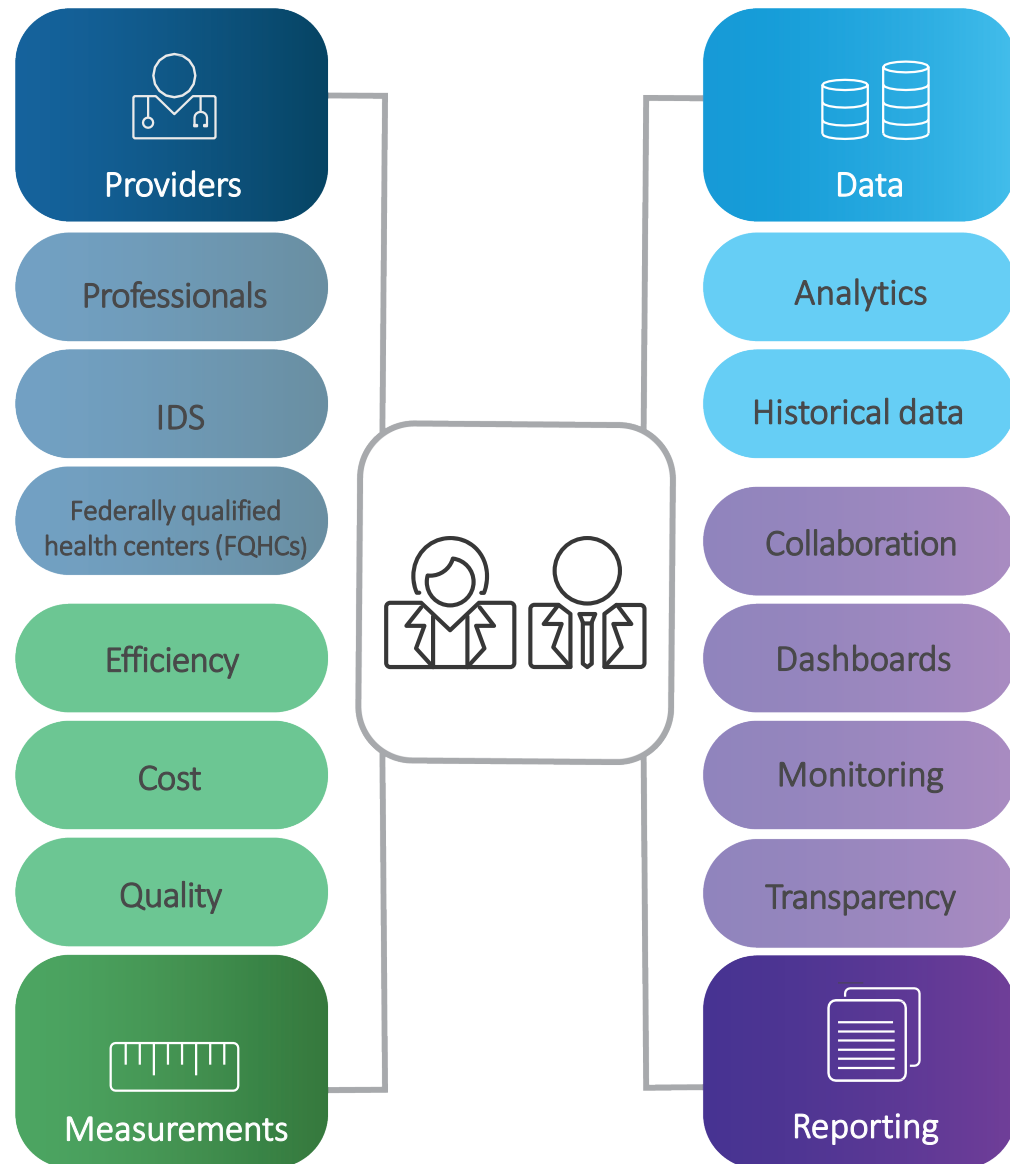 Providers
Professionals
IDS
Federally qualified
health centers (FQHCs)
Efficiency
Cost
Quality
Measurements
Data
Analytics
Historical data
Collaboration
Dashboards
Monitoring
Transparency
Reporting